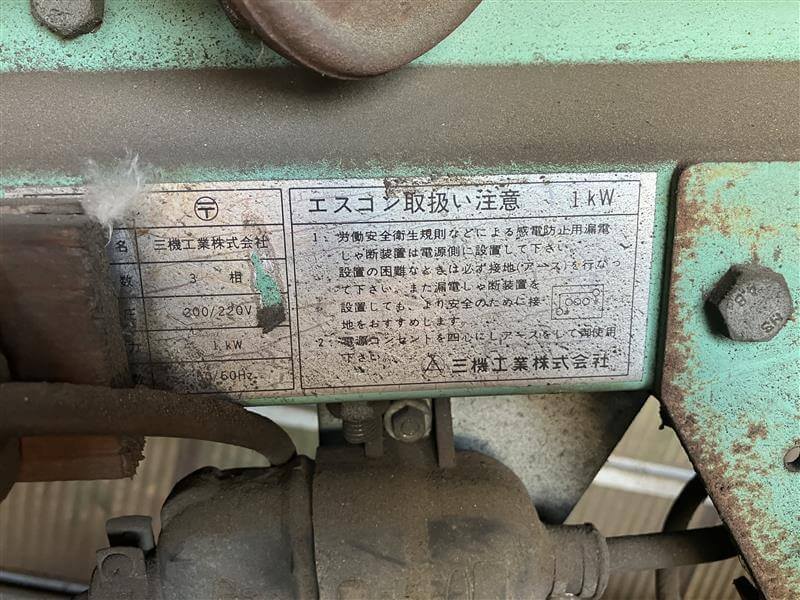 〒
名 三機工業株式会社
数 3 相
圧 200/220V
力 1 kW
50/60Hz
エスコン取扱い注意 1kW
1、労働安全衛生規則などによる感電防止用漏電
しゃ断装置は電源側に設置して下さい。
設置の困難なときは必ず接地(アース)を行なっ
て下さい。また漏電しゃ断装置を
設置しても、より安全のために接
地をおすすめします。
2、電源コンセントを四心にしアースをして御使用
下さい。
三機工業株式会社
8.8